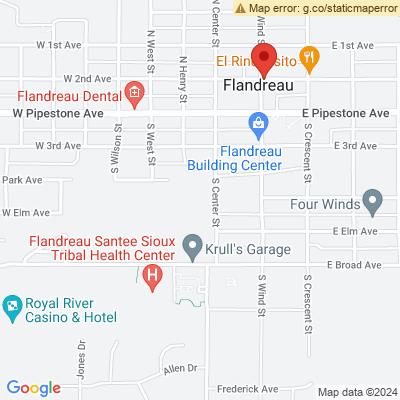 Map error: g.co/staticmaperror
W 1st Ave
E 1st Ave
N West St
N Henry St
N Center St
N Wind St
El Rinconsito
W 2nd Ave
Flandreau
Flandreau Dental
W Pipestone Ave
E Pipestone Ave
S Wilson St
S West St
W 3rd Ave
E 3rd Ave
Flandreau
Building Center
S Crescent St
Park Ave
S Center St
W Elm Ave
Four Winds
E Elm Ave
Flandreau Santee Sioux
Tribal Health Center
Krull's Garage
E Broad Ave
Royal River
Casino & Hotel
S Wind St
S Crescent St
Jones Dr
Allen Dr
Frederick Ave
Google
Map data ©2024